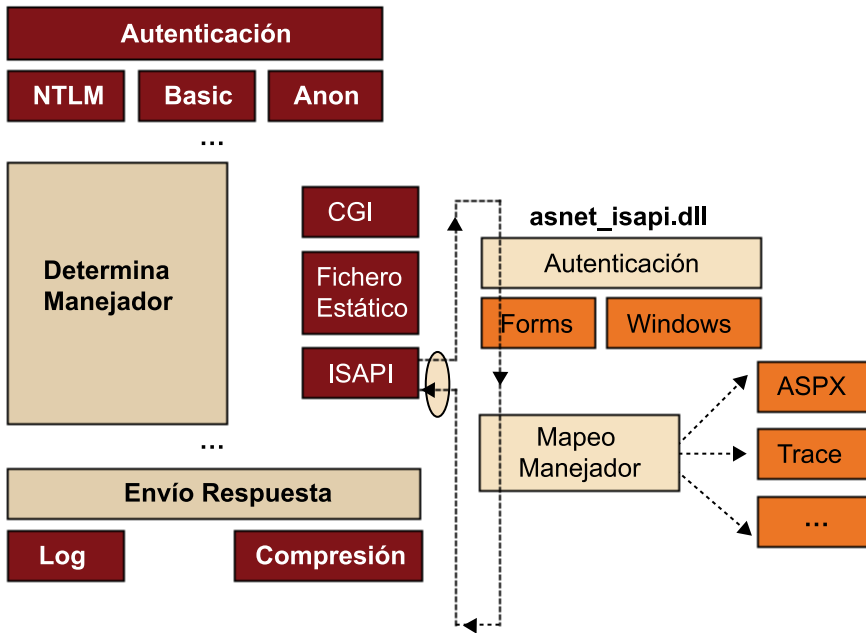 Autenticación
NTLM
Basic
Anon
...
Determina
Manejador
CGI
Fichero
Estático
ISAPI
...
Envío Respuesta
Log
Compresión
asnet_isapi.dll
Autenticación
Forms
Windows
Mapeo
Manejador
ASPX
Trace
...